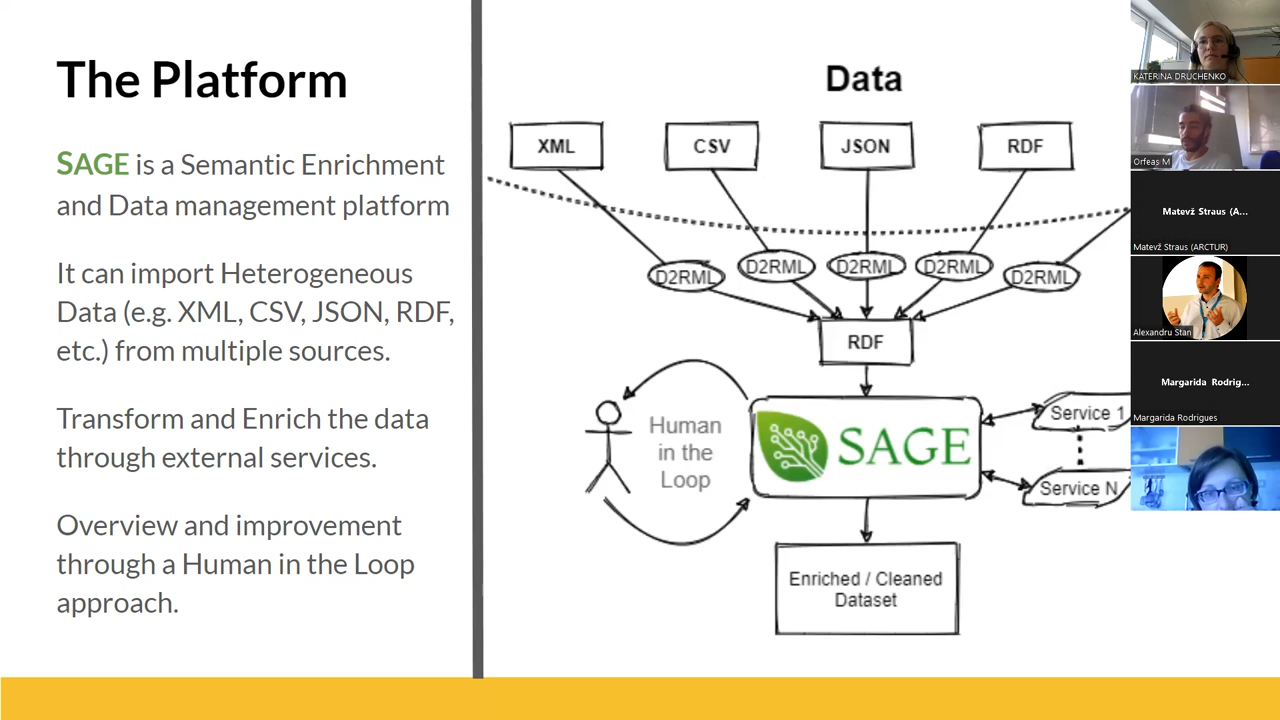 The Platform
SAGE is a Semantic Enrichment
and Data management platform
It can import Heterogeneous
Data (e.g. XML, CSV, JSON, RDF,
etc.) from multiple sources.
Transform and Enrich the data
through external services.
Overview and improvement
through a Human in the Loop
approach.
Data
XML
CSV
JSON
RDF
D2RML
D2RML
D2RML
D2RML
D2RML
RDF
Human
in the
Loop
SAGE
Service 1
Service N
Enriched / Cleaned
Dataset
KATERINA DRUCHENKO
Orfeas M
Matevž Straus (A...
Matevž Straus (ARCTUR)
Alexandru Stan
Margarida Rodrig...
Margarida Rodrigues